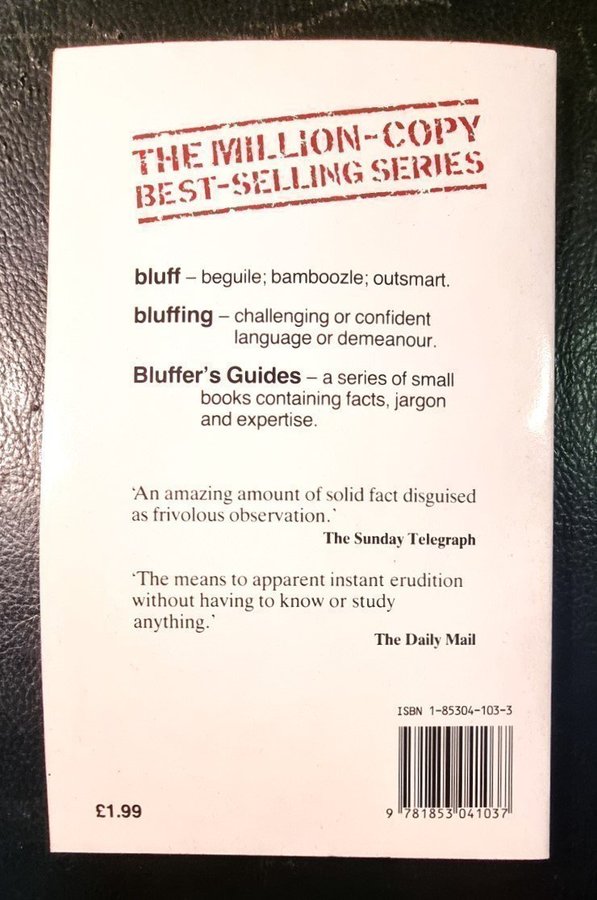 THE MILLION-COPY
BEST-SELLING SERIES
bluff – beguile; bamboozle; outsmart.
bluffing – challenging or confident
language or demeanour.
Bluffer's Guides – a series of small
books containing facts, jargon
and expertise.
'An amazing amount of solid fact disguised
as frivolous observation.'
The Sunday Telegraph
'The means to apparent instant erudition
without having to know or study
anything.'
The Daily Mail
ISBN 1-85304-103-3
9 781853 041037
£1.99